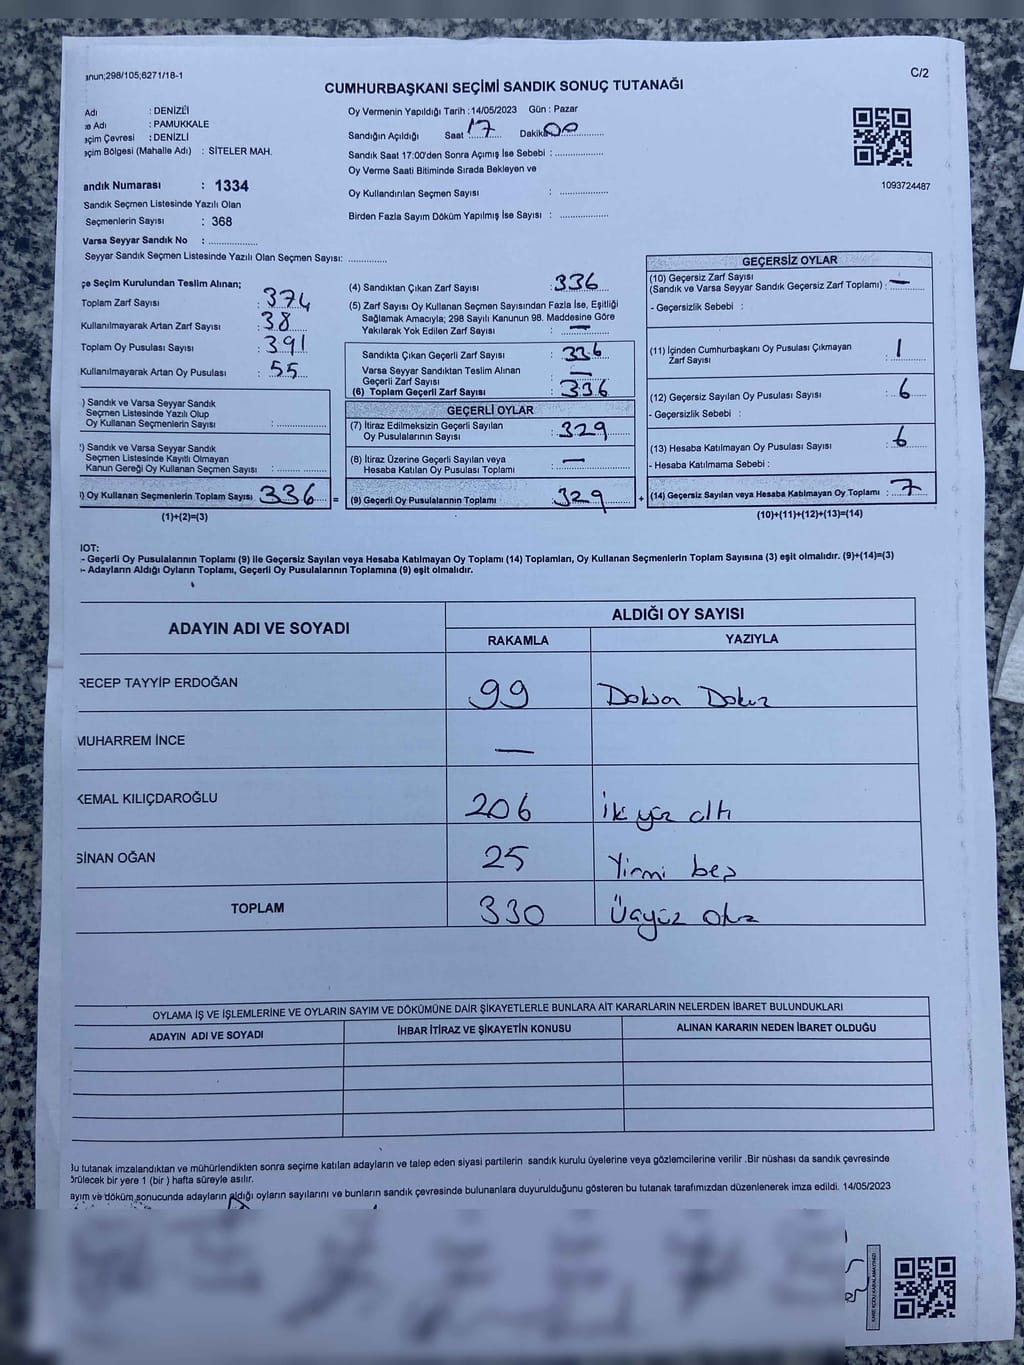 anun;298/105;6271/18-1
C/2
CUMHURBAŞKANI SEÇİMİ SANDIK SONUÇ TUTANAĞI
Adı : DENİZLİ
Adı : PAMUKKALE
eçim Çevresi : DENİZLİ
eçim Bölgesi (Mahalle Adı) : SİTELER MAH.
andık Numarası : 1334
Sandık Seçmen Listesinde Yazılı Olan
Seçmenlerin Sayısı : 368
Varsa Seyyar Sandık No : ................
Seyyar Sandık Seçmen Listesinde Yazılı Olan Seçmen Sayısı: ............
Oy Vermenin Yapıldığı Tarih : 14/05/2023 Gün : Pazar
Sandığın Açıldığı Saat 17 Dakika 00
Sandık Saat 17:00'den Sonra Açımış İse Sebebi : ................
Oy Verme Saati Bitiminde Sırada Bekleyen ve
Oy Kullandırılan Seçmen Sayısı : ................
Birden Fazla Sayım Döküm Yapılmış İse Sayısı : ................
1093724487
çe Seçim Kurulundan Teslim Alınan;
Toplam Zarf Sayısı : 374
Kullanılmayarak Artan Zarf Sayısı : 38
Toplam Oy Pusulası Sayısı : 391
Kullanılmayarak Artan Oy Pusulası : 55
) Sandık ve Varsa Seyyar Sandık
Seçmen Listesinde Yazılı Olup
Oy Kullanan Seçmenlerin Sayısı : ................
) Sandık ve Varsa Seyyar Sandık
Seçmen Listesinde Kayıtlı Olmayan
Kanun Gereği Oy Kullanan Seçmen Sayısı : ................
) Oy Kullanan Seçmenlerin Toplam Sayısı : 336 =
(1)+(2)=(3)
(4) Sandıktan Çıkan Zarf Sayısı : 336
(5) Zarf Sayısı Oy Kullanan Seçmen Sayısından Fazla İse, Eşitliği
Sağlamak Amacıyla; 298 Sayılı Kanunun 98. Maddesine Göre
Yakılarak Yok Edilen Zarf Sayısı : —
Sandıkta Çıkan Geçerli Zarf Sayısı : 336
Varsa Seyyar Sandıktan Teslim Alınan
Geçerli Zarf Sayısı : —
(6) Toplam Geçerli Zarf Sayısı : 336
GEÇERLİ OYLAR
(7) İtiraz Edilmeksizin Geçerli Sayılan
Oy Pusulalarının Sayısı : 329
(8) İtiraz Üzerine Geçerli Sayılan veya
Hesaba Katılan Oy Pusulası Toplamı : —
(9) Geçerli Oy Pusulalarının Toplamı : 329 +
GEÇERSİZ OYLAR
(10) Geçersiz Zarf Sayısı
(Sandık ve Varsa Seyyar Sandık Geçersiz Zarf Toplamı) : —
- Geçersizlik Sebebi :
(11) İçinden Cumhurbaşkanı Oy Pusulası Çıkmayan
Zarf Sayısı : 1
(12) Geçersiz Sayılan Oy Pusulası Sayısı : 6
- Geçersizlik Sebebi :
(13) Hesaba Katılmayan Oy Pusulası Sayısı : 6
- Hesaba Katılmama Sebebi :
(14) Geçersiz Sayılan veya Hesaba Katılmayan Oy Toplamı : 7
(10)+(11)+(12)+(13)=(14)
IOT:
- Geçerli Oy Pusulalarının Toplamı (9) ile Geçersiz Sayılan veya Hesaba Katılmayan Oy Toplamı (14) Toplamları, Oy Kullanan Seçmenlerin Toplam Sayısına (3) eşit olmalıdır. (9)+(14)=(3)
- Adayların Aldığı Oyların Toplamı, Geçerli Oy Pusulalarının Toplamına (9) eşit olmalıdır.
ADAYIN ADI VE SOYADI
ALDIĞI OY SAYISI
RAKAMLA YAZIYLA
RECEP TAYYİP ERDOĞAN 99 Doksan Dokuz
MUHARREM İNCE —
KEMAL KILIÇDAROĞLU 206 İkiyüz altı
SİNAN OĞAN 25 Yirmi beş
TOPLAM 330 Üçyüz otuz
OYLAMA İŞ VE İŞLEMLERİNE VE OYLARIN SAYIM VE DÖKÜMÜNE DAİR ŞİKAYETLERLE BUNLARA AİT KARARLARIN NELERDEN İBARET BULUNDUKLARI
ADAYIN ADI VE SOYADI İHBAR İTİRAZ VE ŞİKAYETİN KONUSU ALINAN KARARIN NEDEN İBARET OLDUĞU
Bu tutanak imzalandıktan ve mühürlendikten sonra seçime katılan adayların ve talep eden siyasi partilerin sandık kurulu üyelerine veya gözlemcilerine verilir .Bir nüshası da sandık çevresinde
örülecek bir yere 1 (bir ) hafta süreyle asılır.
ayım ve döküm sonucunda adayların aldığı oyların sayılarını ve bunların sandık çevresinde bulunanlara duyurulduğunu gösteren bu tutanak tarafımızdan düzenlenerek imza edildi. 14/05/2023